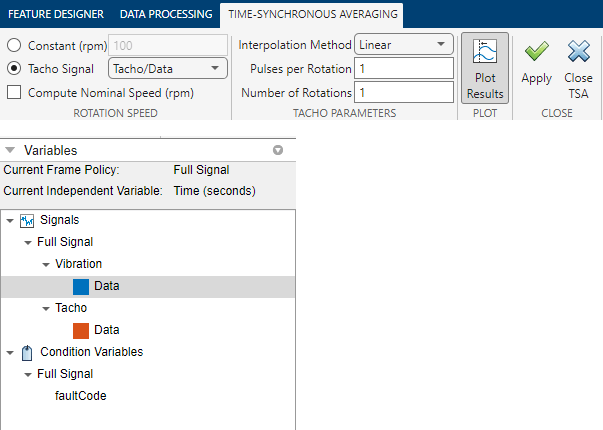 FEATURE DESIGNER DATA PROCESSING TIME-SYNCHRONOUS AVERAGING
Constant (rpm) 100
Tacho Signal Tacho/Data
Compute Nominal Speed (rpm)
ROTATION SPEED
Interpolation Method Linear
Pulses per Rotation 1
Number of Rotations 1
TACHO PARAMETERS
Plot
Results
PLOT
Apply
Close
TSA
CLOSE
Variables
Current Frame Policy: Full Signal
Current Independent Variable: Time (seconds)
Signals
Full Signal
Vibration
Data
Tacho
Data
Condition Variables
Full Signal
faultCode